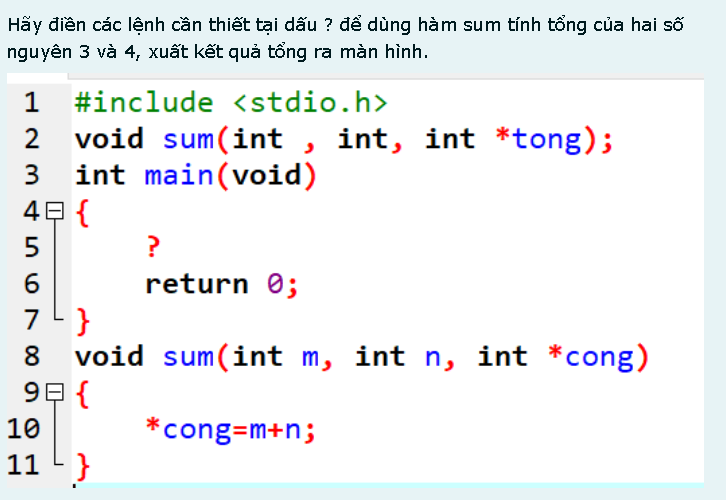 Hãy điền các lệnh cần thiết tại dấu ? để dùng hàm sum tính tổng của hai số
nguyên 3 và 4, xuất kết quả tổng ra màn hình.
1 #include <stdio.h>
2 void sum(int , int, int *tong);
3 int main(void)
4 {
5 ?
6 return 0;
7 }
8 void sum(int m, int n, int *cong)
9 {
10 *cong=m+n;
11 }